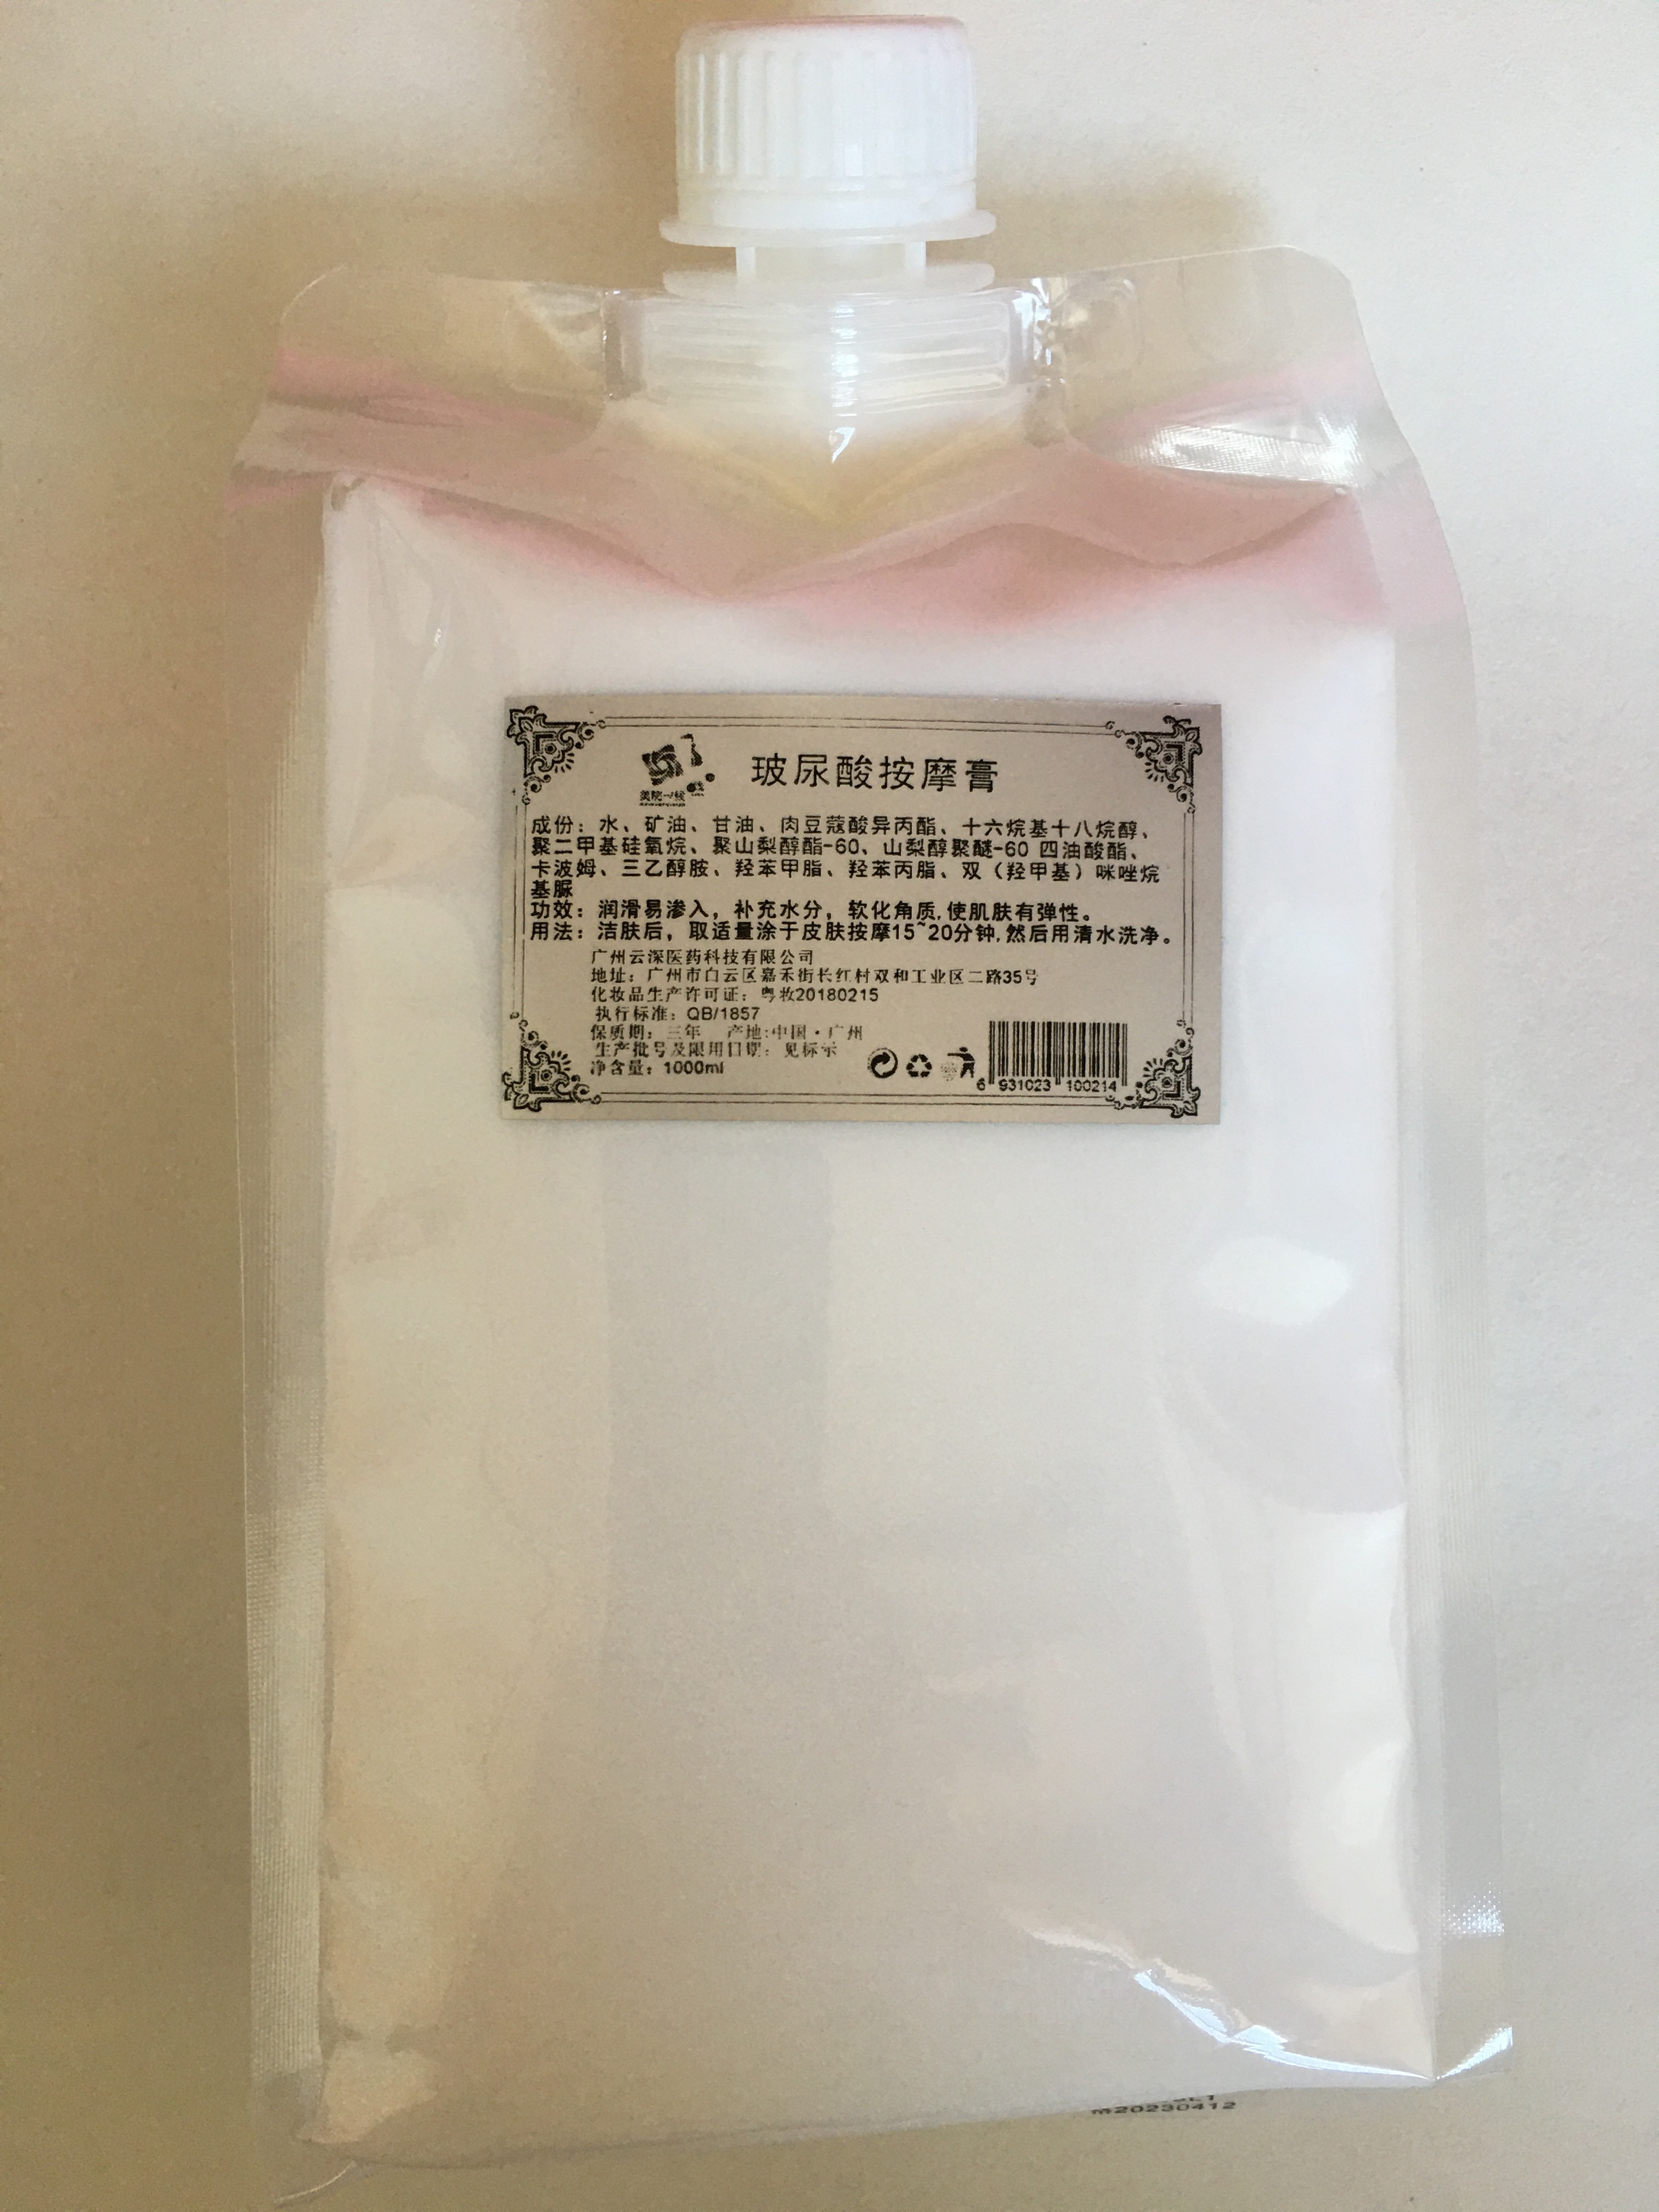 美院一线
玻尿酸按摩膏
成份：水、矿油、甘油、肉豆蔻酸异丙酯、十六烷基十八烷醇、
聚二甲基硅氧烷、聚山梨醇酯-60、山梨醇聚醚-60 四油酸酯、
卡波姆、三乙醇胺、羟苯甲脂、羟苯丙脂、双（羟甲基）咪唑烷
基脲
功效：润滑易渗入，补充水分，软化角质,使肌肤有弹性。
用法：洁肤后，取适量涂于皮肤按摩15~20分钟,然后用清水洗净。
广州云深医药科技有限公司
地址：广州市白云区嘉禾街长红村双和工业区二路35号
化妆品生产许可证：粤妆20180215
执行标准：QB/1857
保质期：三年 产地:中国·广州
生产批号及限用日期：见标示
净含量：1000ml
6 931023 100214
20230412